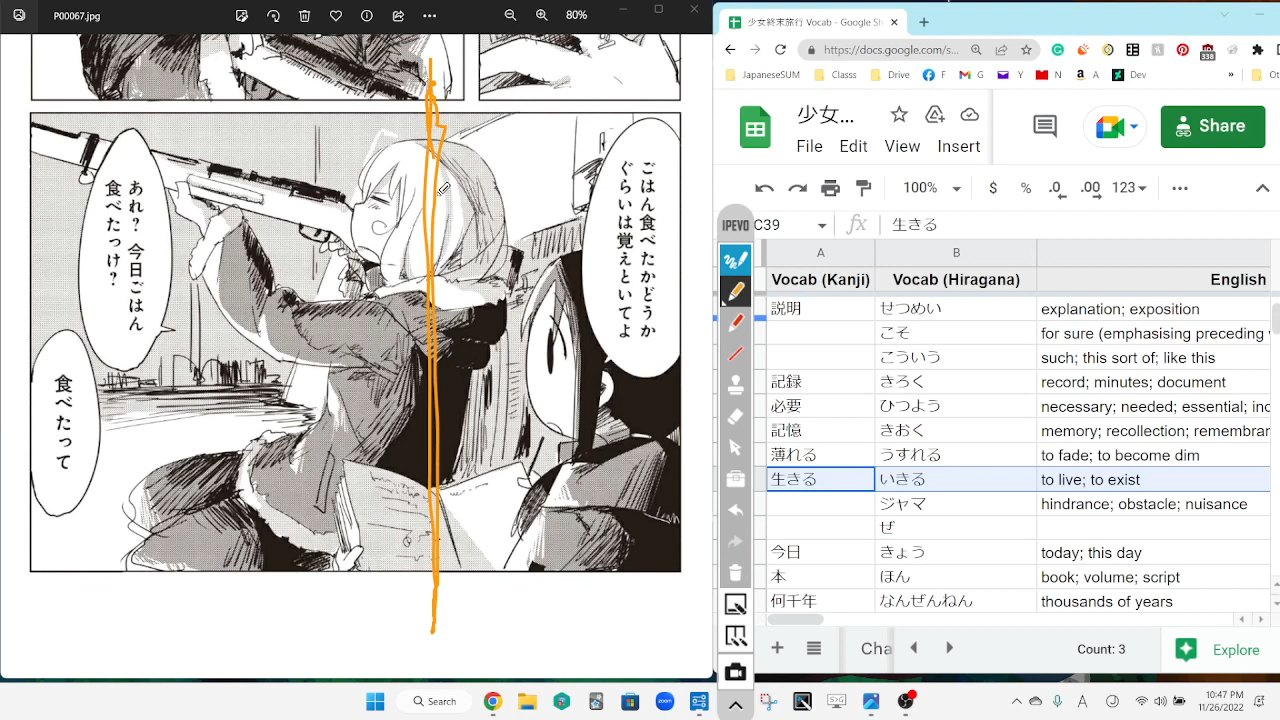 P00067.jpg
80%
ごはん食べたかどうか
ぐらいは覚えといてよ
あれ？ 今日ごはん
食べたっけ？
食べたって
少女終末旅行 Vocab - Google Sh
https://docs.google.com/s...
JapaneseSUM
Classs
Drive
F
G
Y
N
A
Dev
»
少女...
Share
File Edit View Insert
100% $ % .0 .00 123
IPEVO
C39 fx 生きる
A B
Vocab (Kanji) Vocab (Hiragana) English
説明 せつめい explanation; exposition
こそ for sure (emphasising preceding
こういう such; this sort of; like this
記録 きろく record; minutes; document
必要 ひつよう necessary; needed; essential;
記憶 きおく memory; recollection;
薄れる うすれる to fade; to become dim
生きる いきる to live; to exist
ジャマ hindrance; obstacle; nuisance
ぜ
今日 きょう today; this day
本 ほん book; volume; script
何千年 なんぜんねん thousands of years
Count: 3
Explore
Search
zoom
A
10:47 PM
11/26/2022